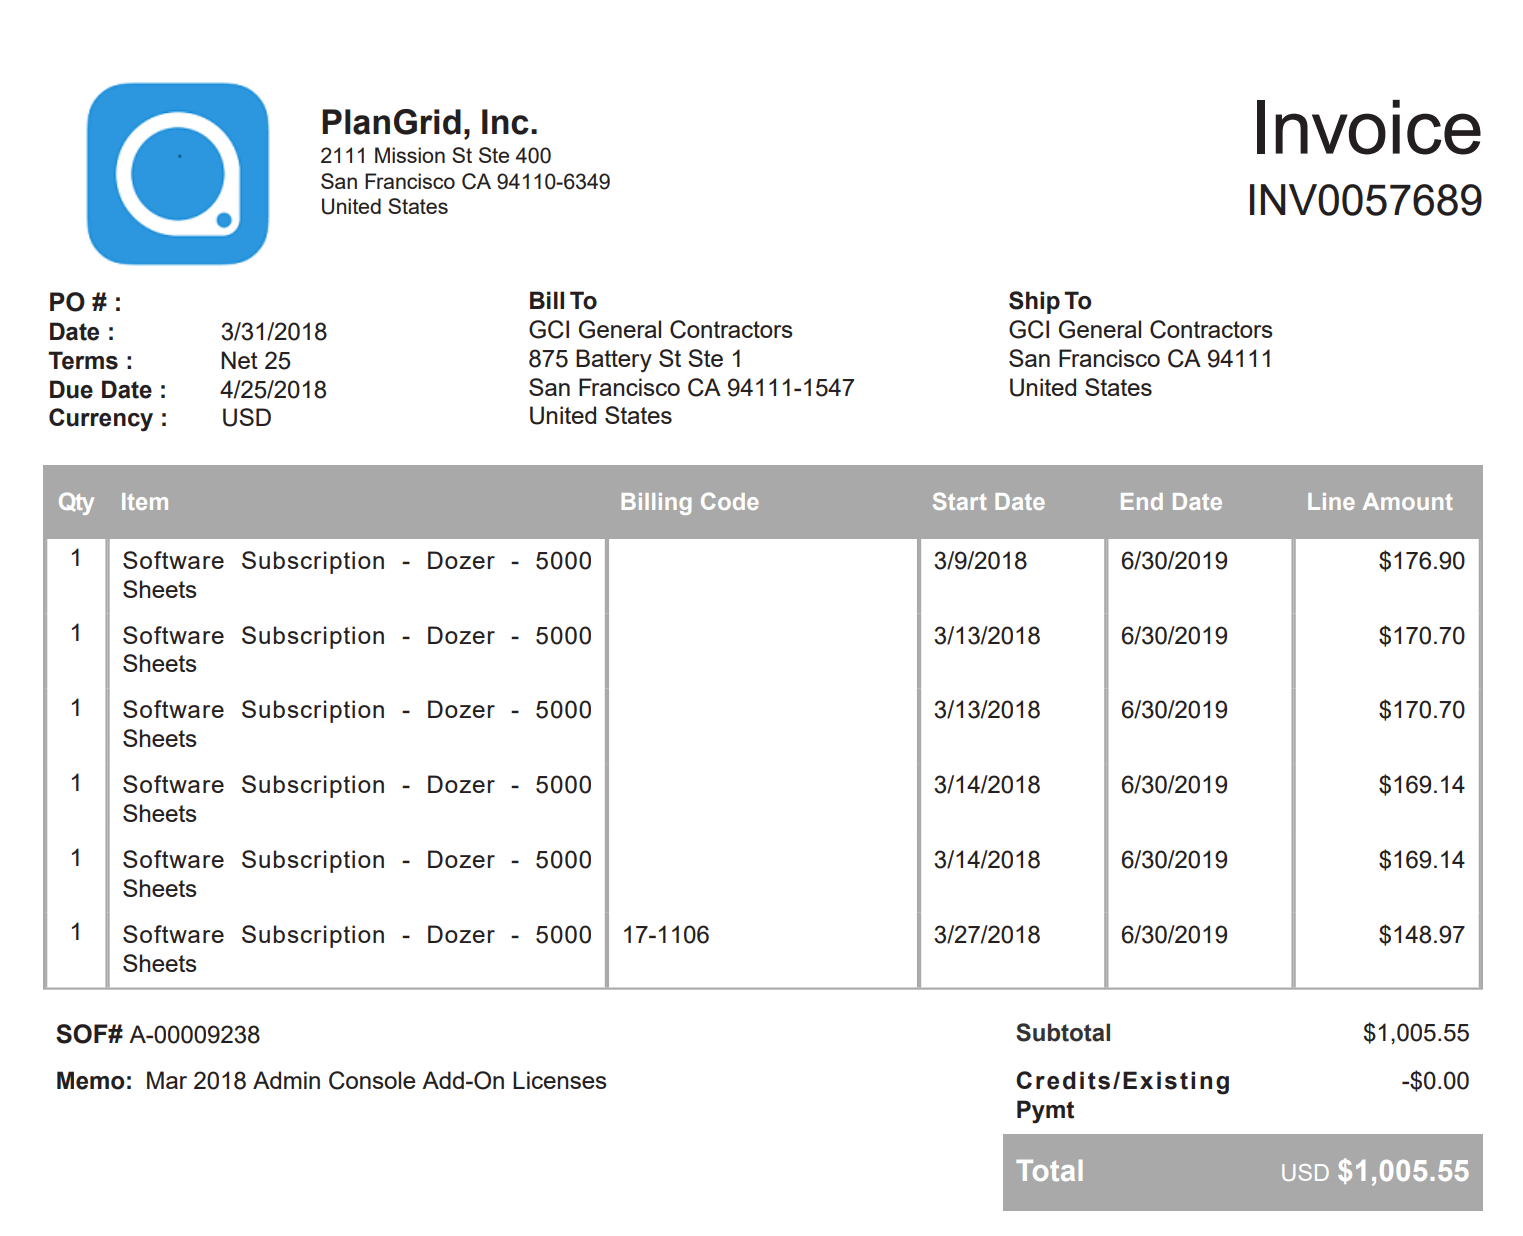 PlanGrid, Inc.
2111 Mission St Ste 400
San Francisco CA 94110-6349
United States
Invoice
INV0057689
PO # :
Date : 3/31/2018
Terms : Net 25
Due Date : 4/25/2018
Currency : USD
Bill To
GCI General Contractors
875 Battery St Ste 1
San Francisco CA 94111-1547
United States
Ship To
GCI General Contractors
San Francisco CA 94111
United States
Qty Item Billing Code Start Date End Date Line Amount
1 Software Subscription - Dozer - 5000 3/9/2018 6/30/2019 $176.90
Sheets
1 Software Subscription - Dozer - 5000 3/13/2018 6/30/2019 $170.70
Sheets
1 Software Subscription - Dozer - 5000 3/13/2018 6/30/2019 $170.70
Sheets
1 Software Subscription - Dozer - 5000 3/14/2018 6/30/2019 $169.14
Sheets
1 Software Subscription - Dozer - 5000 3/14/2018 6/30/2019 $169.14
Sheets
1 Software Subscription - Dozer - 5000 17-1106 3/27/2018 6/30/2019 $148.97
Sheets
SOF# A-00009238
Memo: Mar 2018 Admin Console Add-On Licenses
Subtotal $1,005.55
Credits/Existing -$0.00
Pymt
Total USD $1,005.55